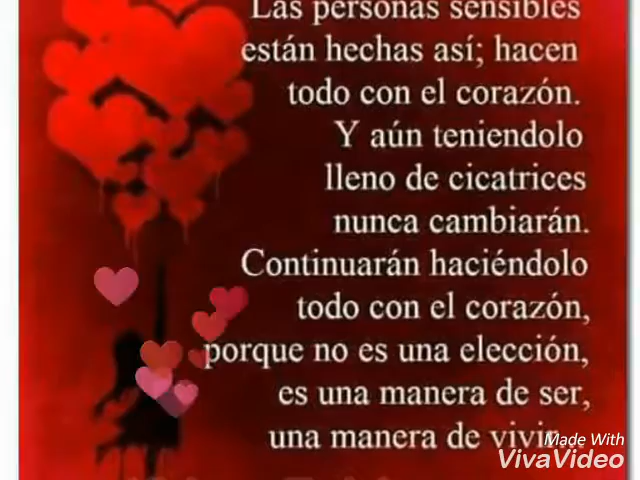 Las personas sensibles
están hechas así; hacen
todo con el corazón.
Y aún teniendolo
lleno de cicatrices
nunca cambiarán.
Continuarán haciéndolo
todo con el corazón,
porque no es una elección,
es una manera de ser,
una manera de vivir...
Made With
VivaVideo